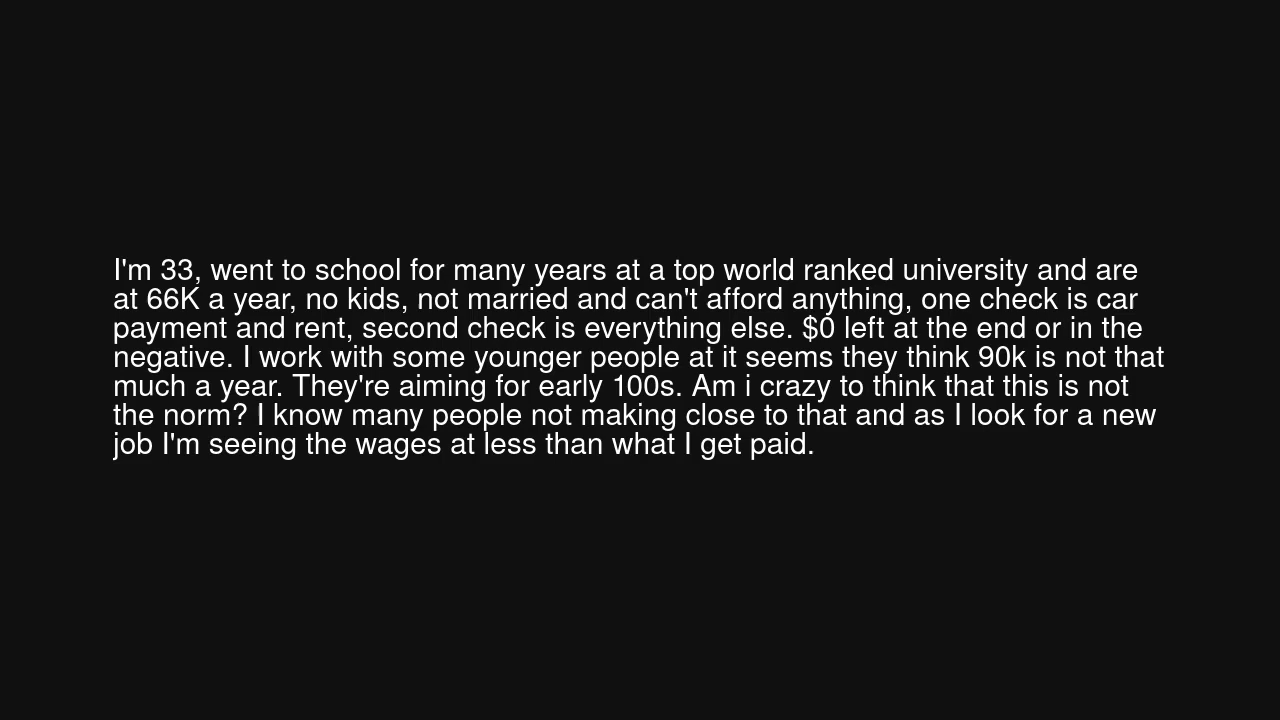 I'm 33, went to school for many years at a top world ranked university and are
at 66K a year, no kids, not married and can't afford anything, one check is car
payment and rent, second check is everything else. $0 left at the end or in the
negative. I work with some younger people at it seems they think 90k is not that
much a year. They're aiming for early 100s. Am i crazy to think that this is not
the norm? I know many people not making close to that and as I look for a new
job I'm seeing the wages at less than what I get paid.